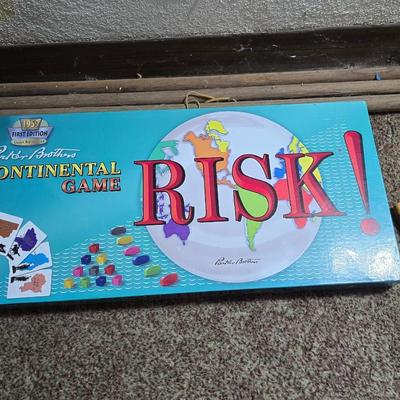 1959
FIRST EDITION
Parker Brothers
CONTINENTAL
GAME
RISK!
Parker Brothers